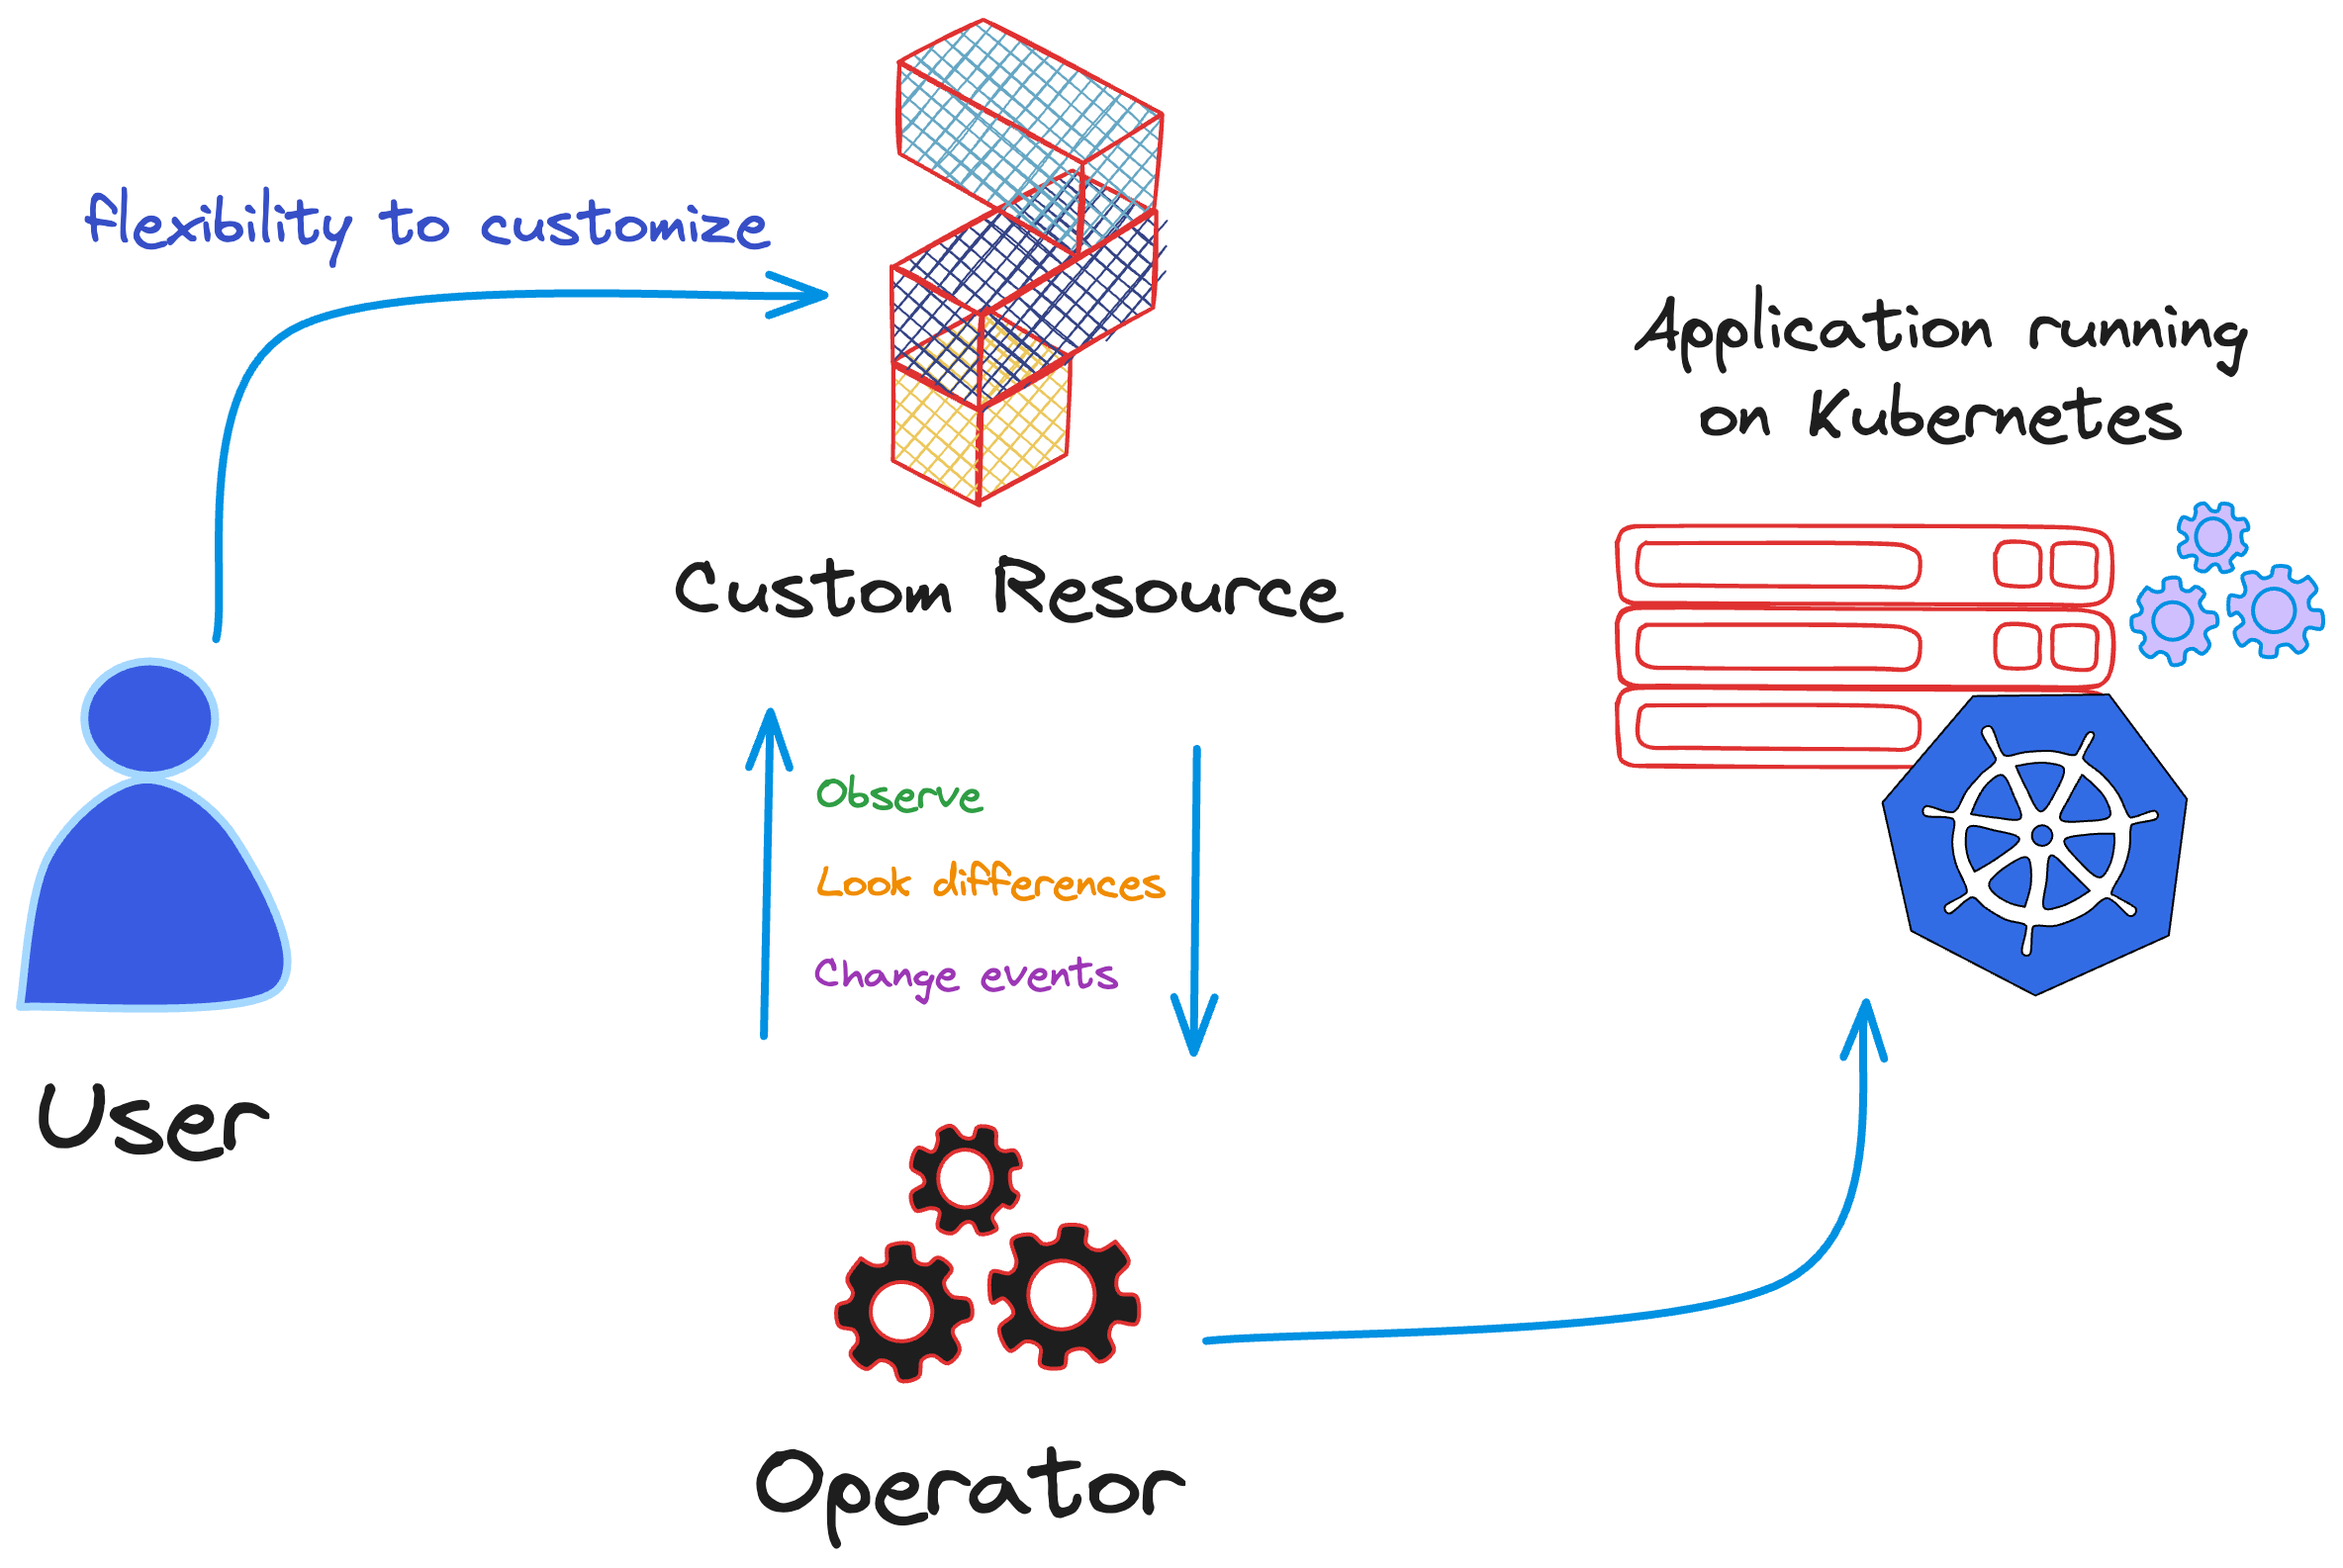 flexibility to customize
Application running
on Kubernetes
Custom Resource
Observe
Look differences
Change events
User
Operator